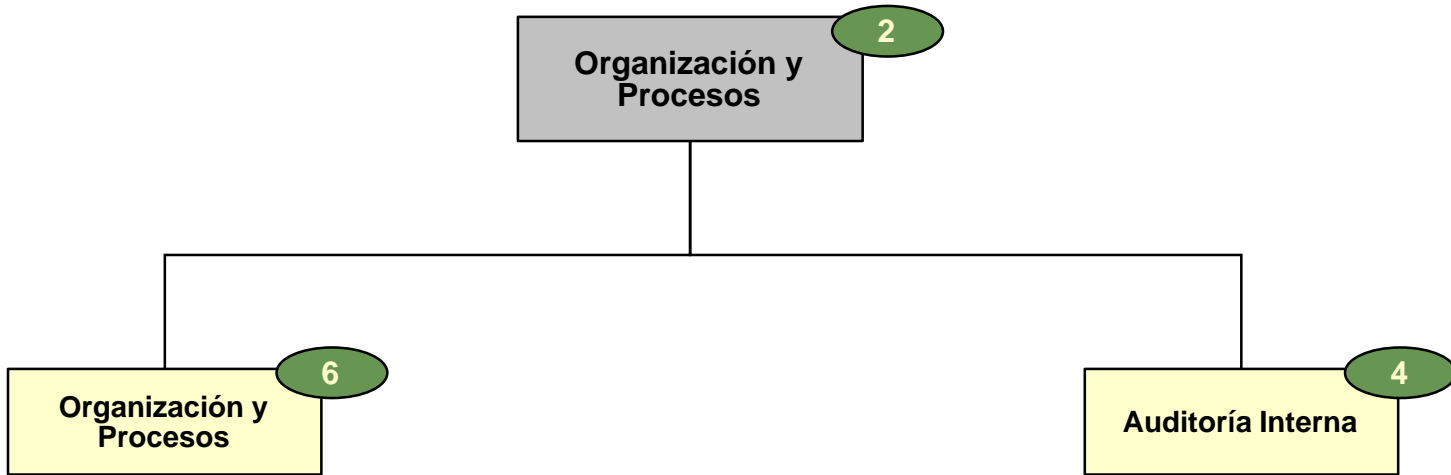 2
Organización y
Procesos
6
Organización y
Procesos
4
Auditoría Interna